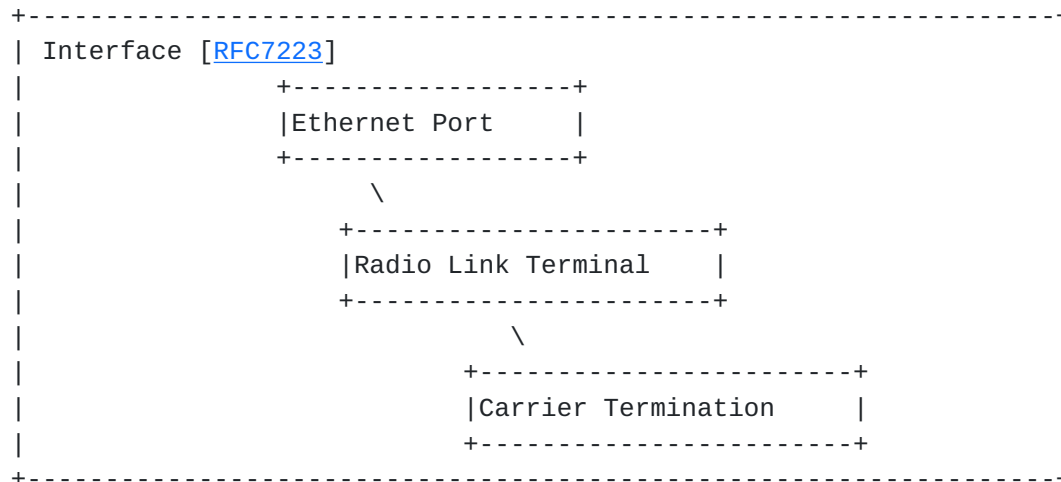 Interface [RFC7223]
Ethernet Port
Radio Link Terminal
Carrier Termination